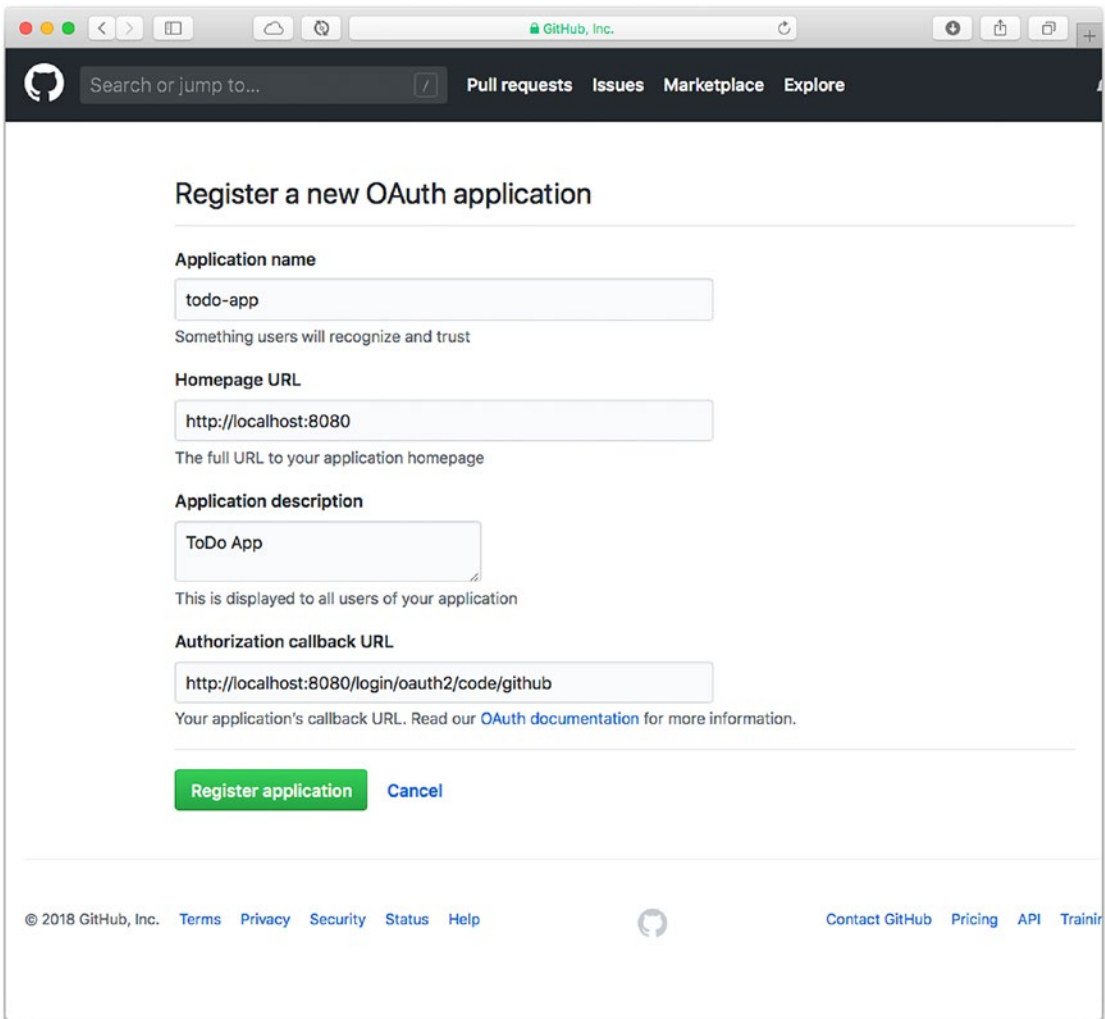 GitHub, Inc.
Search or jump to... / Pull requests Issues Marketplace Explore
Register a new OAuth application
Application name
todo-app
Something users will recognize and trust
Homepage URL
http://localhost:8080
The full URL to your application homepage
Application description
ToDo App
This is displayed to all users of your application
Authorization callback URL
http://localhost:8080/login/oauth2/code/github
Your application's callback URL. Read our OAuth documentation for more information.
Register application Cancel
© 2018 GitHub, Inc. Terms Privacy Security Status Help Contact GitHub Pricing API